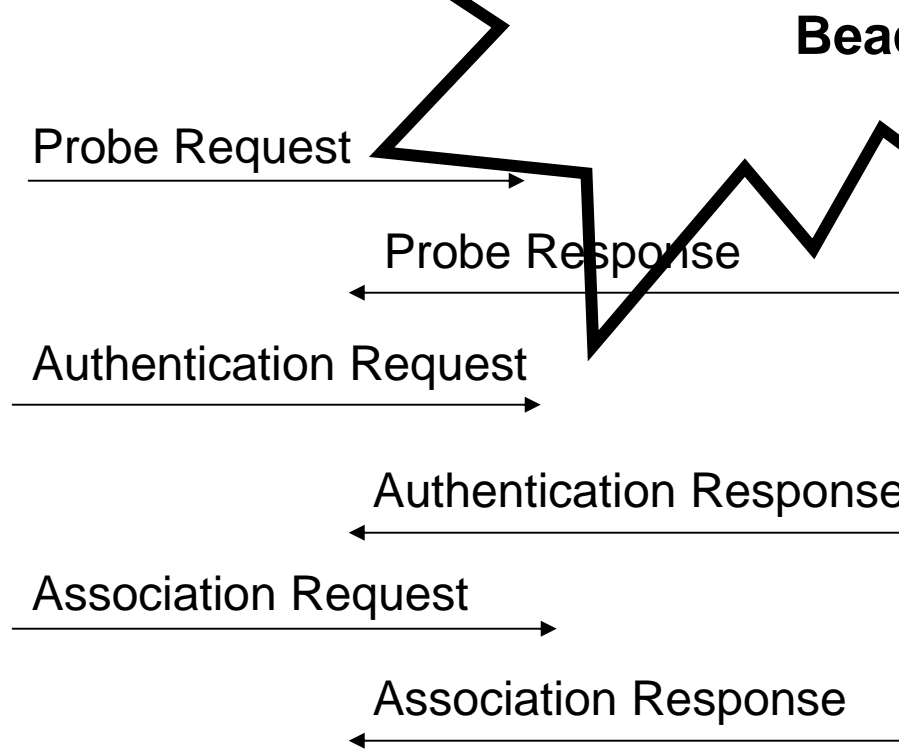 Probe Request
Probe Response
Authentication Request
Authentication Response
Association Request
Association Response